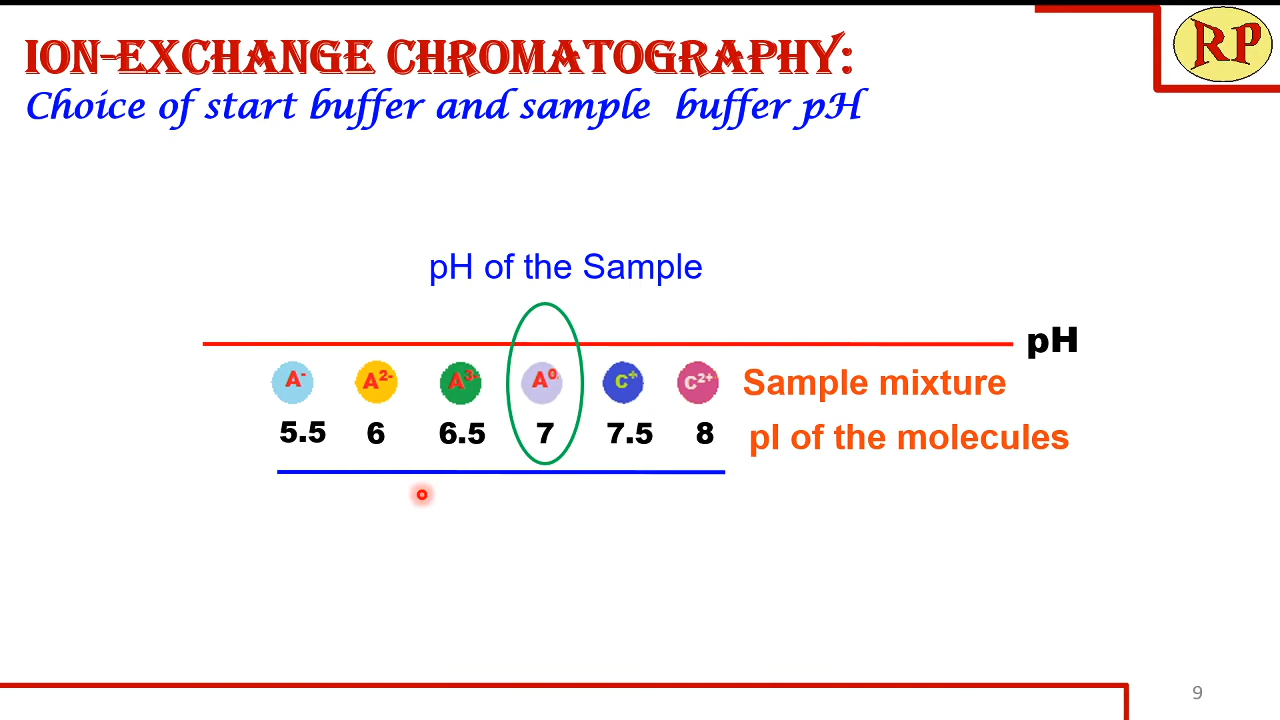 ION-EXCHANGE CHROMATOGRAPHY:
RP
Choice of start buffer and sample buffer pH
pH of the Sample
pH
A- A2- A3- A0 C+ C2+ Sample mixture
5.5 6 6.5 7 7.5 8 pI of the molecules
9